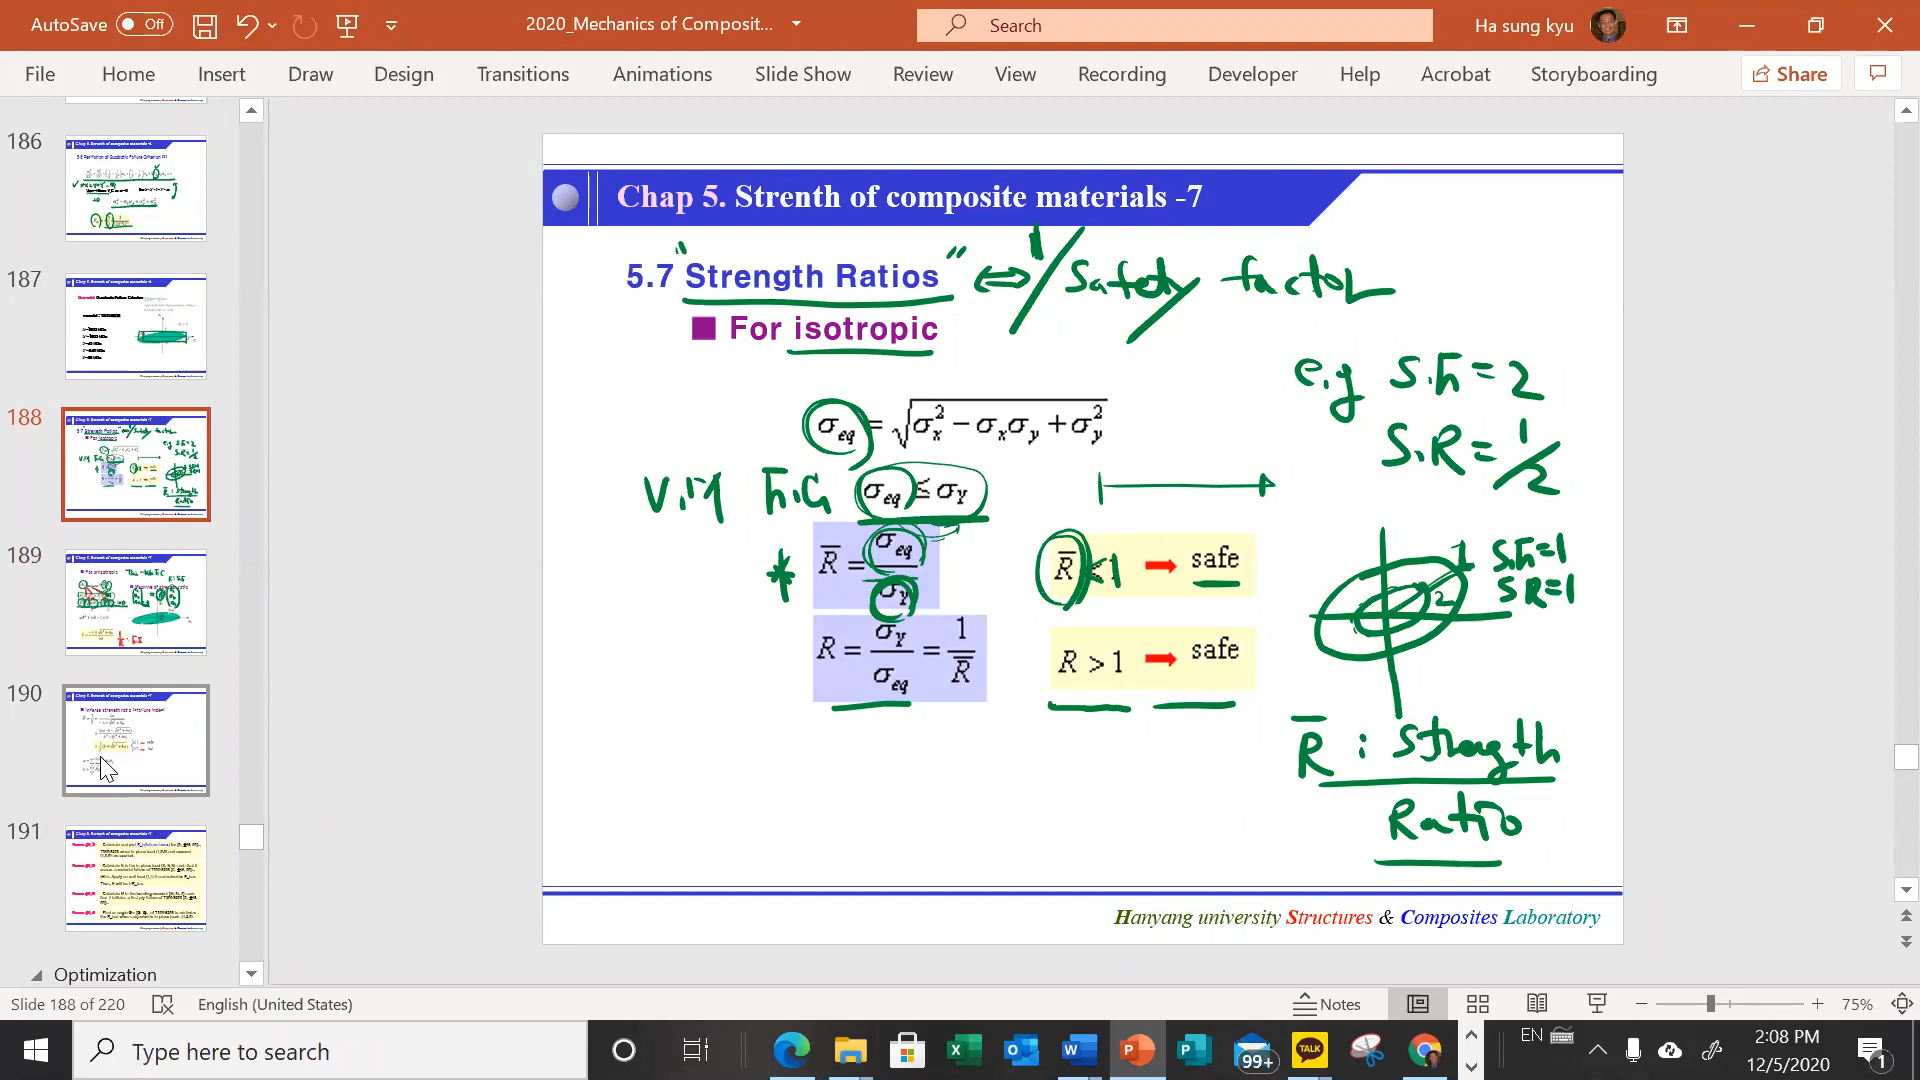 AutoSave Off 2020_Mechanics of Composit... Search Ha sung kyu
File Home Insert Draw Design Transitions Animations Slide Show Review View Recording Developer Help Acrobat Storyboarding Share
186
187
188
189
190
191
Optimization
Chap 5. Strenth of composite materials -7
5.7 "Strength Ratios" ⇔ 1/Safety factor
■ For isotropic
e.g S.F = 2
S.R = 1/2
σeq = √(σx² − σxσy + σy²)
V.M F.C σeq ≤ σY
* R̄ = σeq/σY R̄ < 1 → safe
R = σY/σeq = 1/R̄ R > 1 → safe
1 S.F=1
2 S.R=1
R̄ : Strength
Ratio
Hanyang university Structures & Composites Laboratory
Slide 188 of 220 English (United States) Notes 75%
Type here to search 99+ TALK EN 2:08 PM
12/5/2020 1